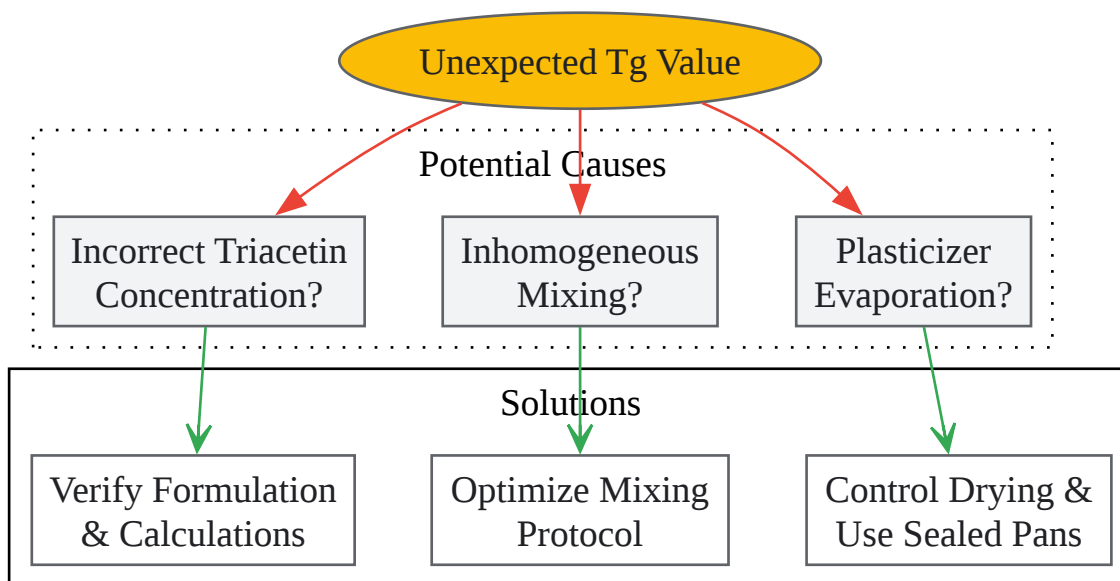 Unexpected Tg Value
Potential Causes
Incorrect Triacetin
Concentration?
Inhomogeneous
Mixing?
Plasticizer
Evaporation?
Solutions
Verify Formulation
& Calculations
Optimize Mixing
Protocol
Control Drying &
Use Sealed Pans